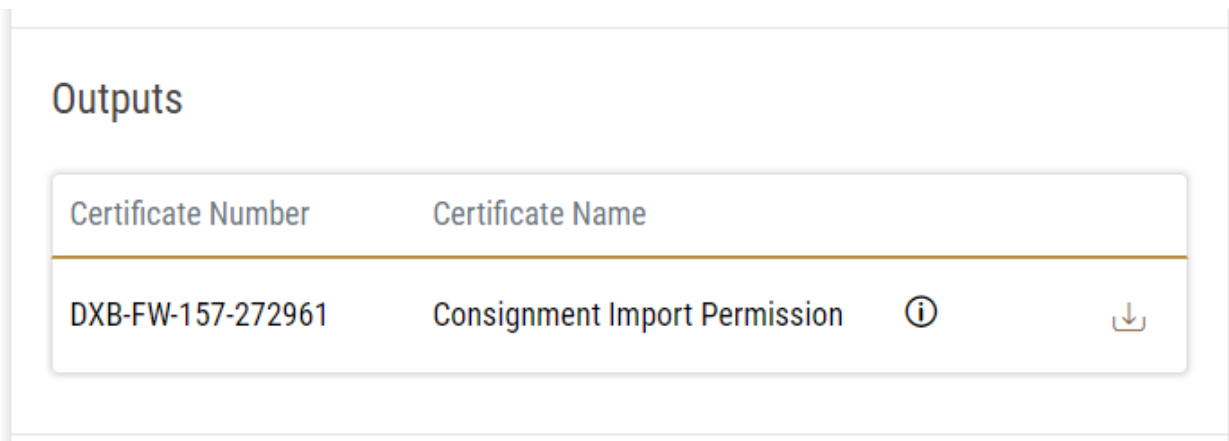 Outputs
Certificate Number Certificate Name
DXB-FW-157-272961 Consignment Import Permission